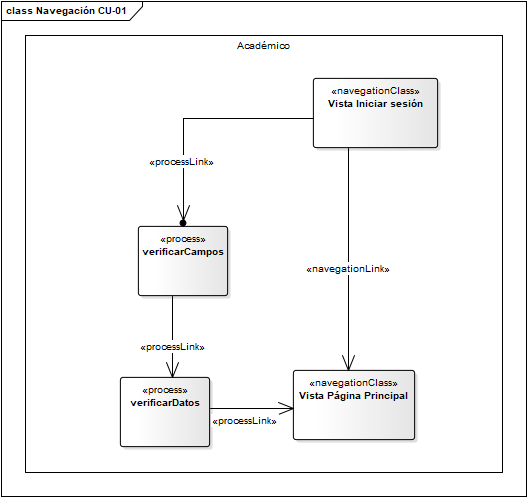 class Navegación CU-01
Académico
«navegationClass»
Vista Iniciar sesión
«processLink»
«process»
verificarCampos
«navegationLink»
«processLink»
«process»
verificarDatos
«navegationClass»
Vista Página Principal
«processLink»